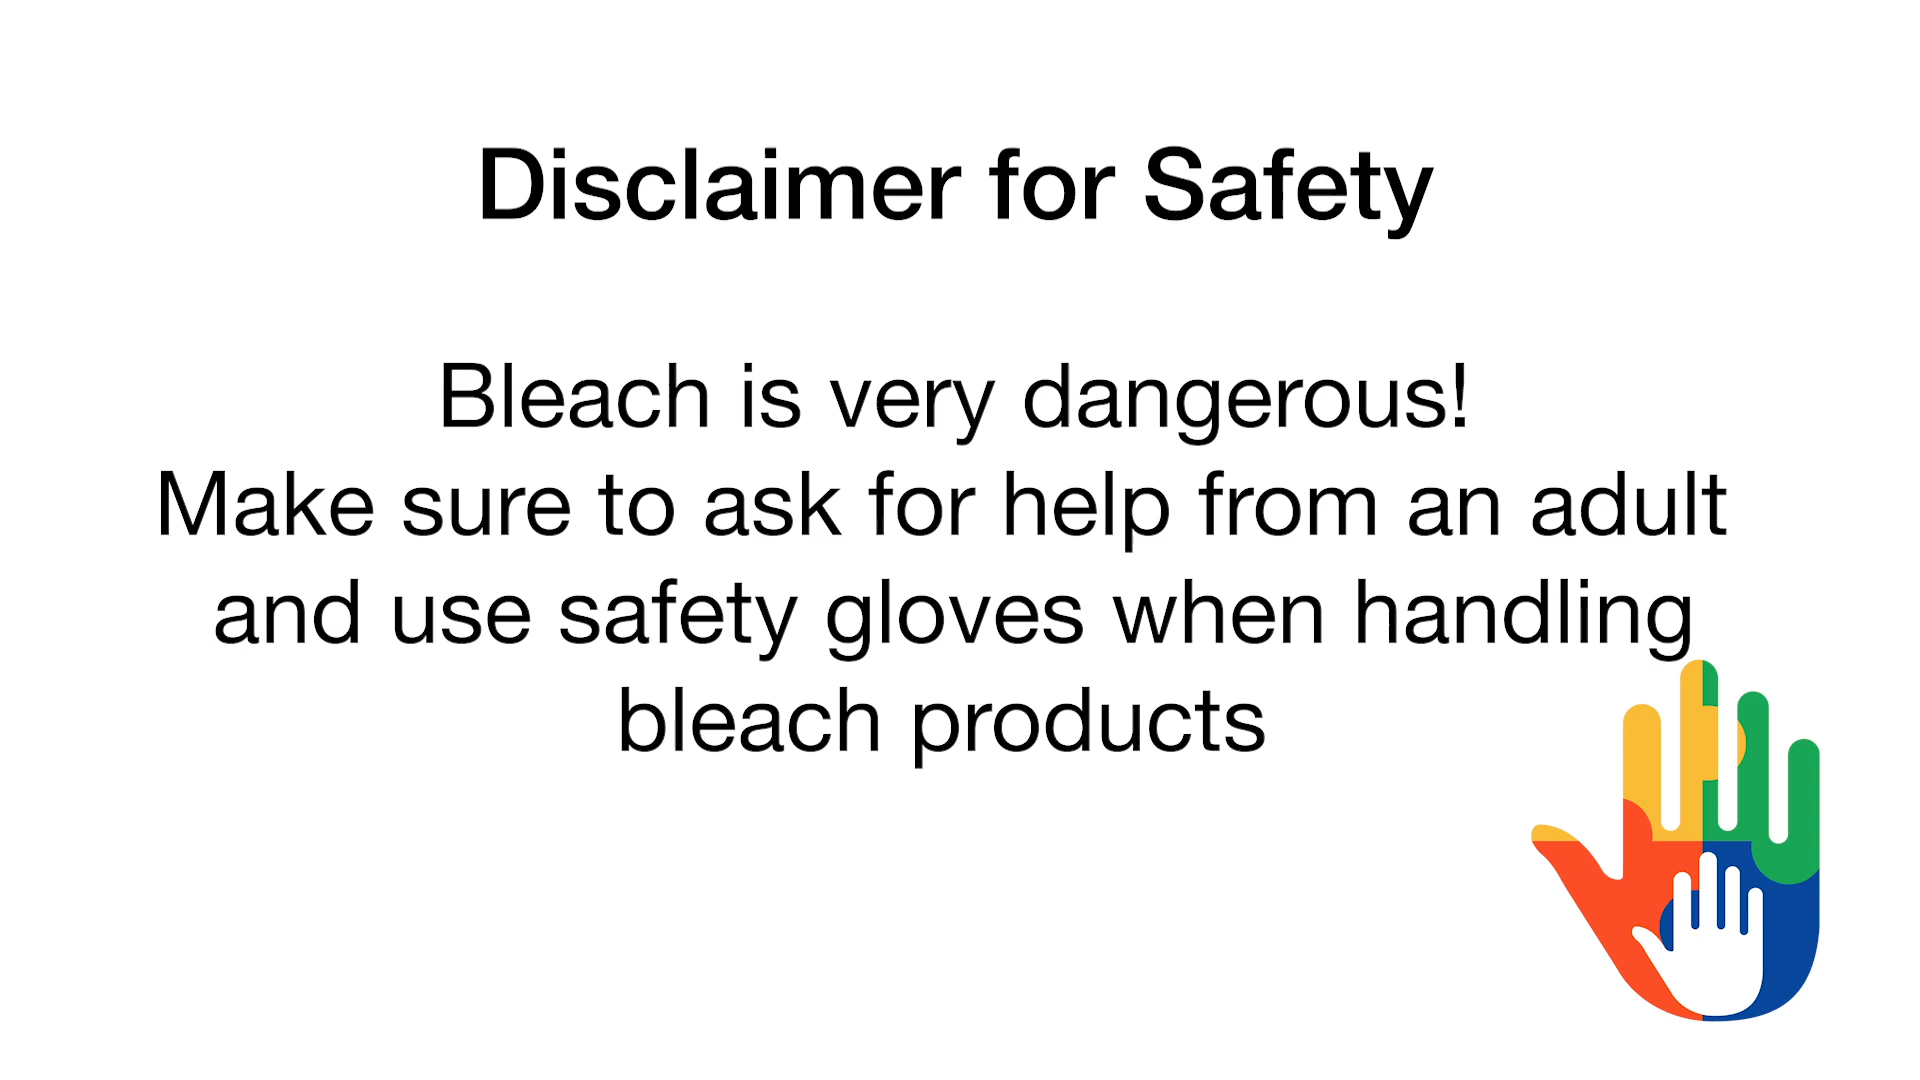 Disclaimer for Safety
Bleach is very dangerous!
Make sure to ask for help from an adult
and use safety gloves when handling
bleach products